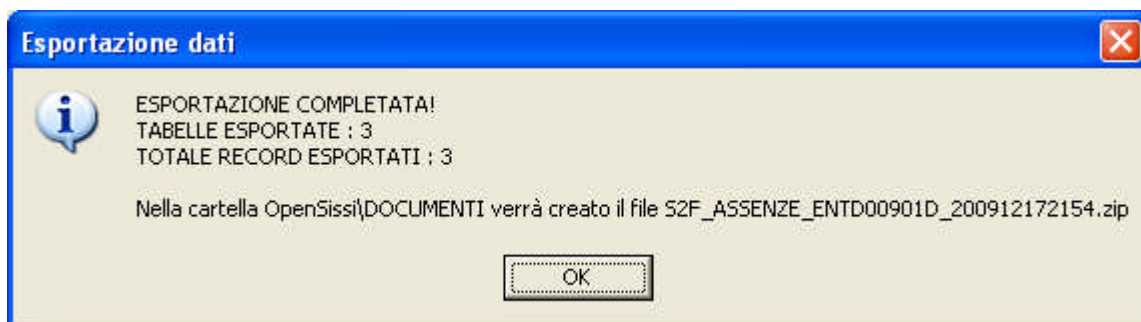 Esportazione dati
ESPORTAZIONE COMPLETATA!
TABELLE ESPORTATE : 3
TOTALE RECORD ESPORTATI : 3
Nella cartella OpenSissi\DOCUMENTI verrà creato il file S2F_ASSENZE_ENTD00901D_200912172154.zip
OK